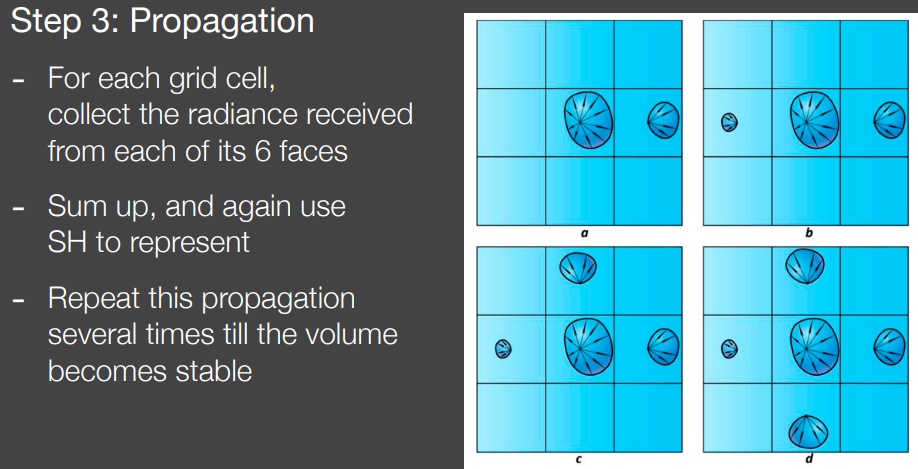 Step 3: Propagation
- For each grid cell,
collect the radiance received
from each of its 6 faces
- Sum up, and again use
SH to represent
- Repeat this propagation
several times till the volume
becomes stable
a
b
c
d